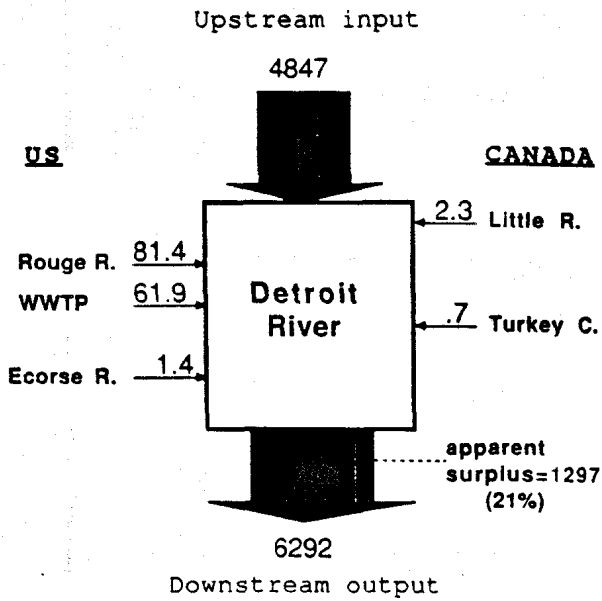 Upstream input
4847
US
CANADA
2.3 Little R.
Rouge R. 81.4
WWTP 61.9
Detroit
River
.7 Turkey C.
Ecorse R. 1.4
apparent
surplus=1297
(21%)
6292
Downstream output